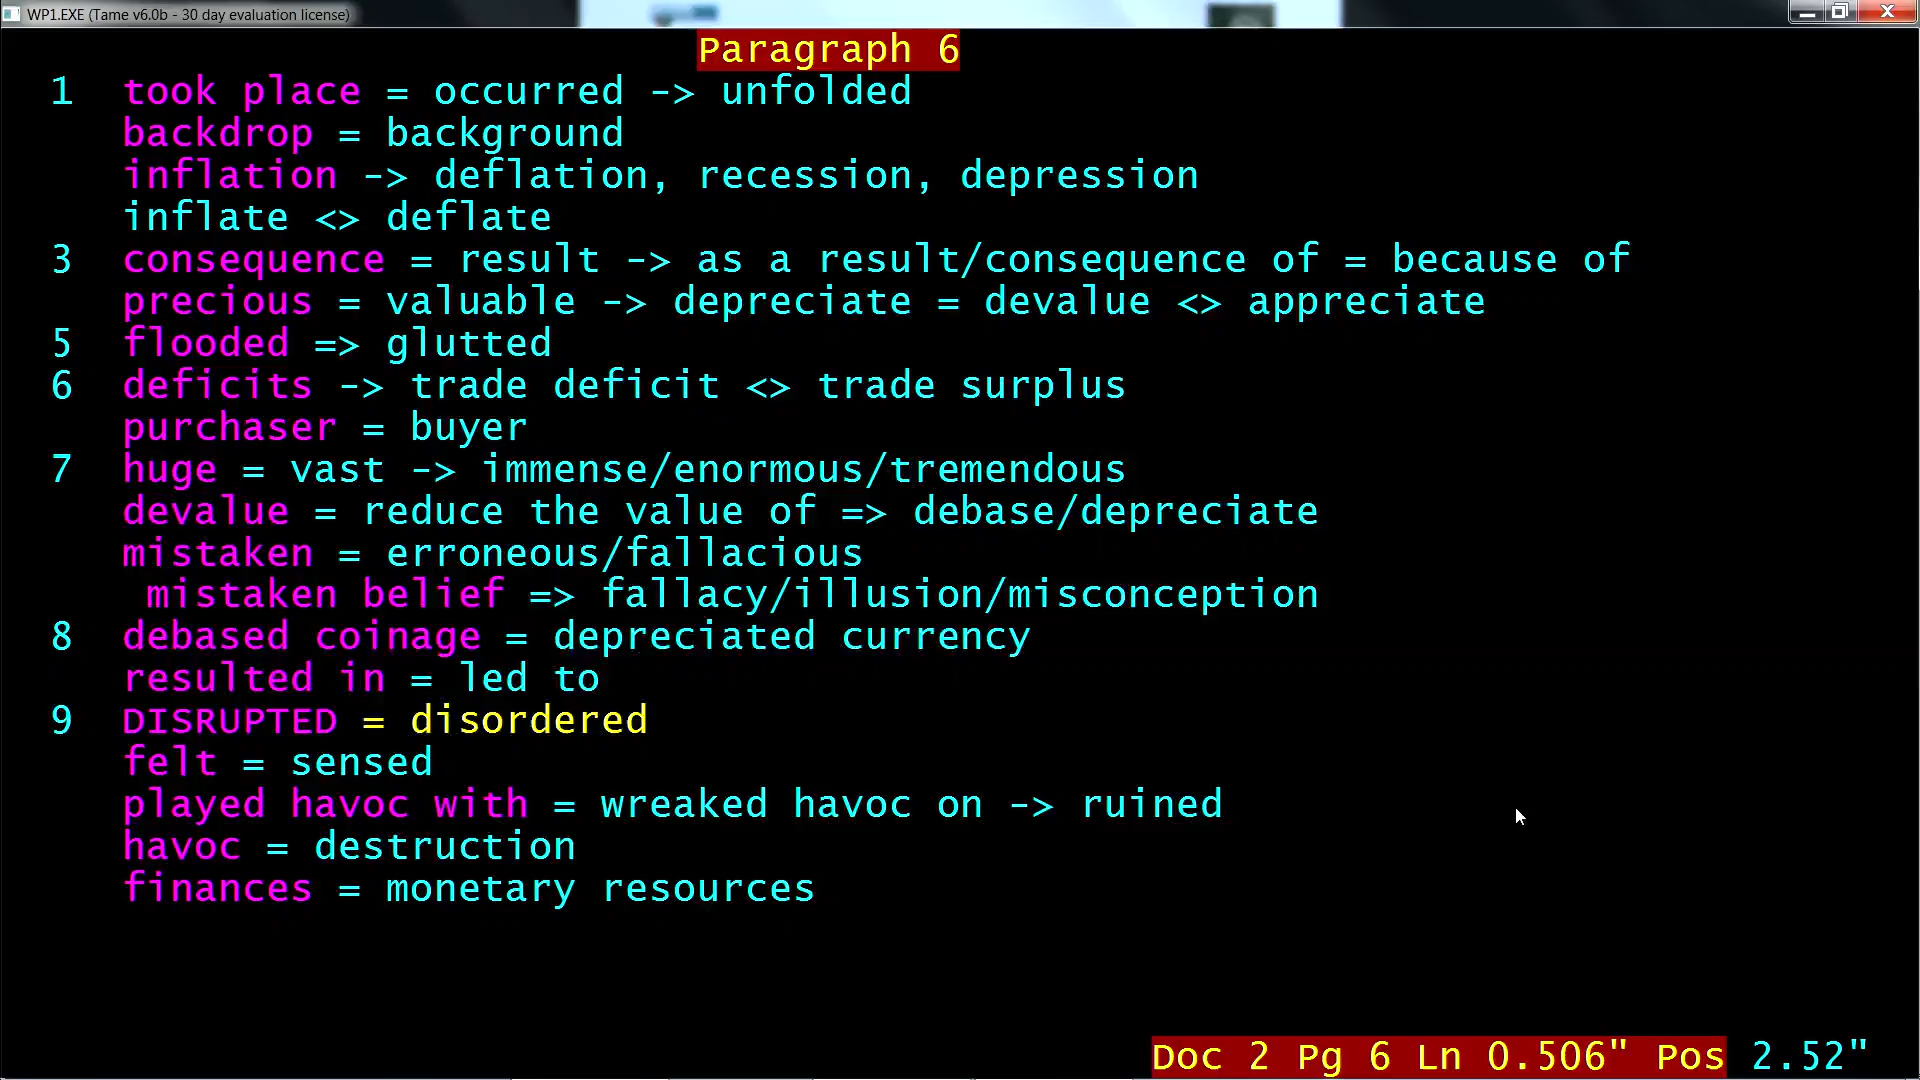 WP1.EXE (Tame v6.0b - 30 day evaluation license)
Paragraph 6
1 took place = occurred -> unfolded
backdrop = background
inflation -> deflation, recession, depression
inflate <> deflate
3 consequence = result -> as a result/consequence of = because of
precious = valuable -> depreciate = devalue <> appreciate
5 flooded => glutted
6 deficits -> trade deficit <> trade surplus
purchaser = buyer
7 huge = vast -> immense/enormous/tremendous
devalue = reduce the value of => debase/depreciate
mistaken = erroneous/fallacious
mistaken belief => fallacy/illusion/misconception
8 debased coinage = depreciated currency
resulted in = led to
9 DISRUPTED = disordered
felt = sensed
played havoc with = wreaked havoc on -> ruined
havoc = destruction
finances = monetary resources
Doc 2 Pg 6 Ln 0.506" Pos 2.52"